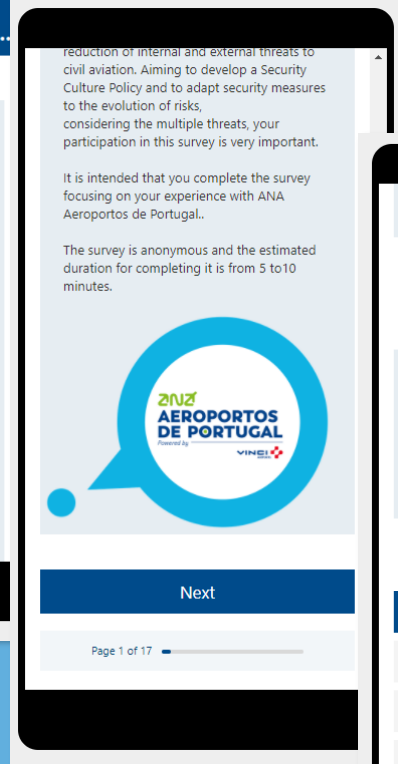 reduction of internal and external threats to
civil aviation. Aiming to develop a Security
Culture Policy and to adapt security measures
to the evolution of risks,
considering the multiple threats, your
participation in this survey is very important.
It is intended that you complete the survey
focusing on your experience with ANA
Aeroportos de Portugal..
The survey is anonymous and the estimated
duration for completing it is from 5 to10
minutes.
ana
AEROPORTOS
DE PORTUGAL
Powered by
VINCI
Next
Page 1 of 17